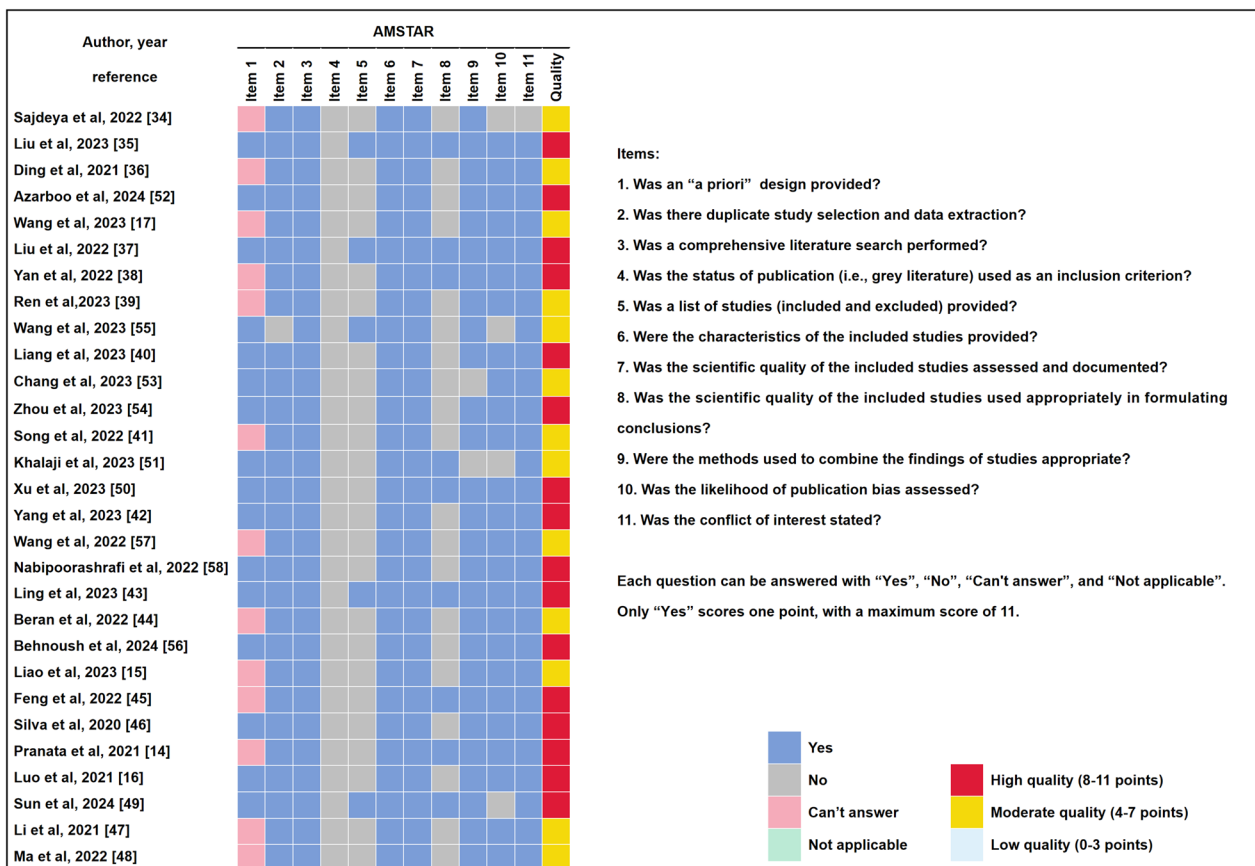 AMSTAR
Author, year
reference
Item 1
Item 2
Item 3
Item 4
Item 5
Item 6
Item 7
Item 8
Item 9
Item 10
Item 11
Quality
Sajdeya et al, 2022 [34]
Liu et al, 2023 [35]
Ding et al, 2021 [36]
Azarboo et al, 2024 [52]
Wang et al, 2023 [17]
Liu et al, 2022 [37]
Yan et al, 2022 [38]
Ren et al,2023 [39]
Wang et al, 2023 [55]
Liang et al, 2023 [40]
Chang et al, 2023 [53]
Zhou et al, 2023 [54]
Song et al, 2022 [41]
Khalaji et al, 2023 [51]
Xu et al, 2023 [50]
Yang et al, 2023 [42]
Wang et al, 2022 [57]
Nabipoorashrafi et al, 2022 [58]
Ling et al, 2023 [43]
Beran et al, 2022 [44]
Behnoush et al, 2024 [56]
Liao et al, 2023 [15]
Feng et al, 2022 [45]
Silva et al, 2020 [46]
Pranata et al, 2021 [14]
Luo et al, 2021 [16]
Sun et al, 2024 [49]
Li et al, 2021 [47]
Ma et al, 2022 [48]
Items:
1. Was an “a priori” design provided?
2. Was there duplicate study selection and data extraction?
3. Was a comprehensive literature search performed?
4. Was the status of publication (i.e., grey literature) used as an inclusion criterion?
5. Was a list of studies (included and excluded) provided?
6. Were the characteristics of the included studies provided?
7. Was the scientific quality of the included studies assessed and documented?
8. Was the scientific quality of the included studies used appropriately in formulating
conclusions?
9. Were the methods used to combine the findings of studies appropriate?
10. Was the likelihood of publication bias assessed?
11. Was the conflict of interest stated?
Each question can be answered with “Yes”, “No”, “Can't answer”, and “Not applicable”.
Only “Yes” scores one point, with a maximum score of 11.
Yes
No
Can’t answer
Not applicable
High quality (8-11 points)
Moderate quality (4-7 points)
Low quality (0-3 points)